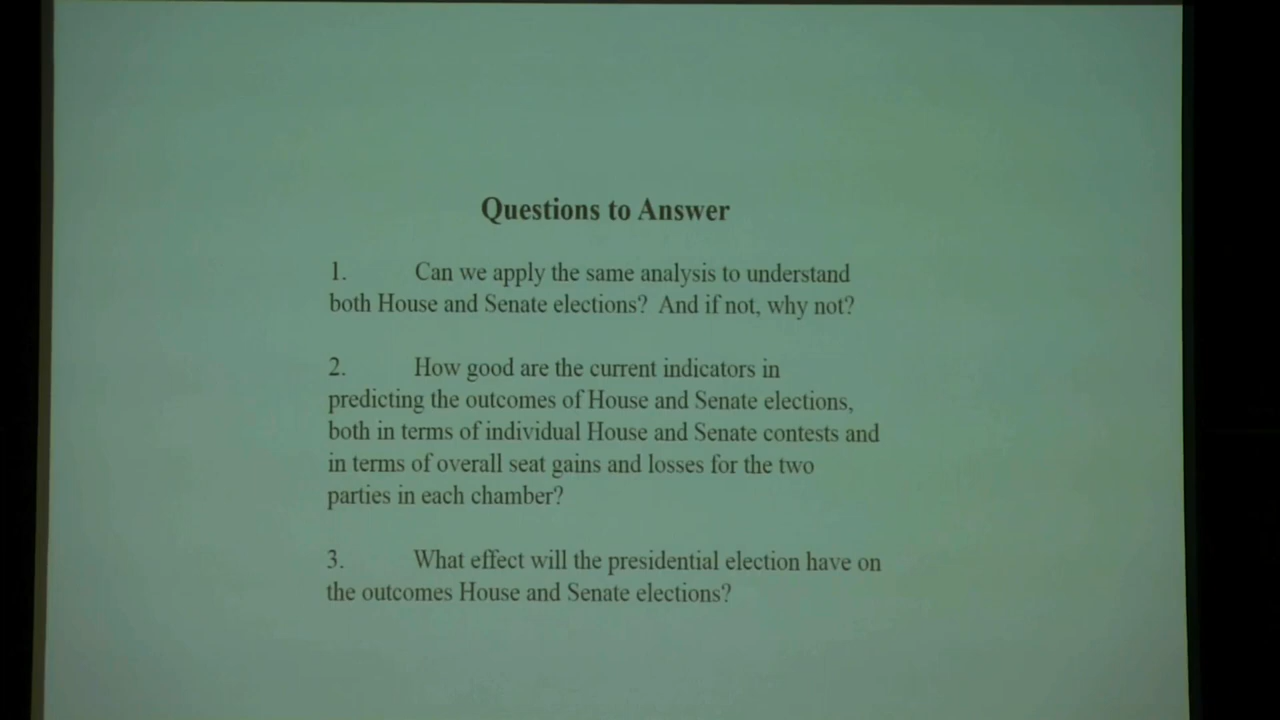 Questions to Answer
1. Can we apply the same analysis to understand
both House and Senate elections? And if not, why not?
2. How good are the current indicators in
predicting the outcomes of House and Senate elections,
both in terms of individual House and Senate contests and
in terms of overall seat gains and losses for the two
parties in each chamber?
3. What effect will the presidential election have on
the outcomes House and Senate elections?